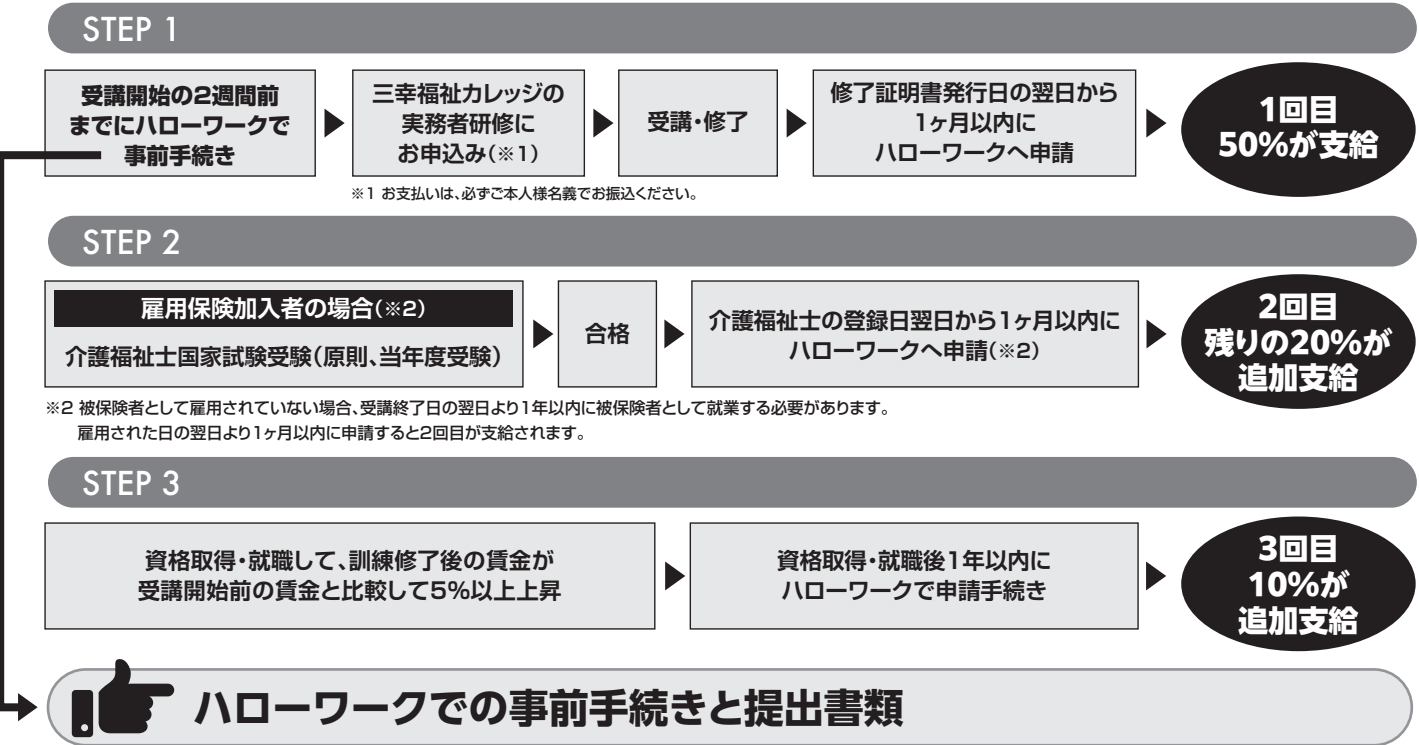 STEP 1
受講開始の2週間前
までにハローワークで
事前手続き
三幸福祉カレッジの
実務者研修に
お申込み(※1)
受講・修了
修了証明書発行日の翌日から
1ヶ月以内に
ハローワークへ申請
1回目
50%が支給
※1 お支払いは、必ずご本人様名義でお振込ください。
STEP 2
雇用保険加入者の場合(※2)
介護福祉士国家試験受験(原則、当年度受験)
合格
介護福祉士の登録日翌日から1ヶ月以内に
ハローワークへ申請(※2)
2回目
残りの20%が
追加支給
※2 被保険者として雇用されていない場合、受講終了日の翌日より1年以内に被保険者として就業する必要があります。
雇用された日の翌日より1ヶ月以内に申請すると2回目が支給されます。
STEP 3
資格取得・就職して、訓練修了後の賃金が
受講開始前の賃金と比較して5%以上上昇
資格取得・就職後1年以内に
ハローワークで申請手続き
3回目
10%が
追加支給
ハローワークでの事前手続きと提出書類